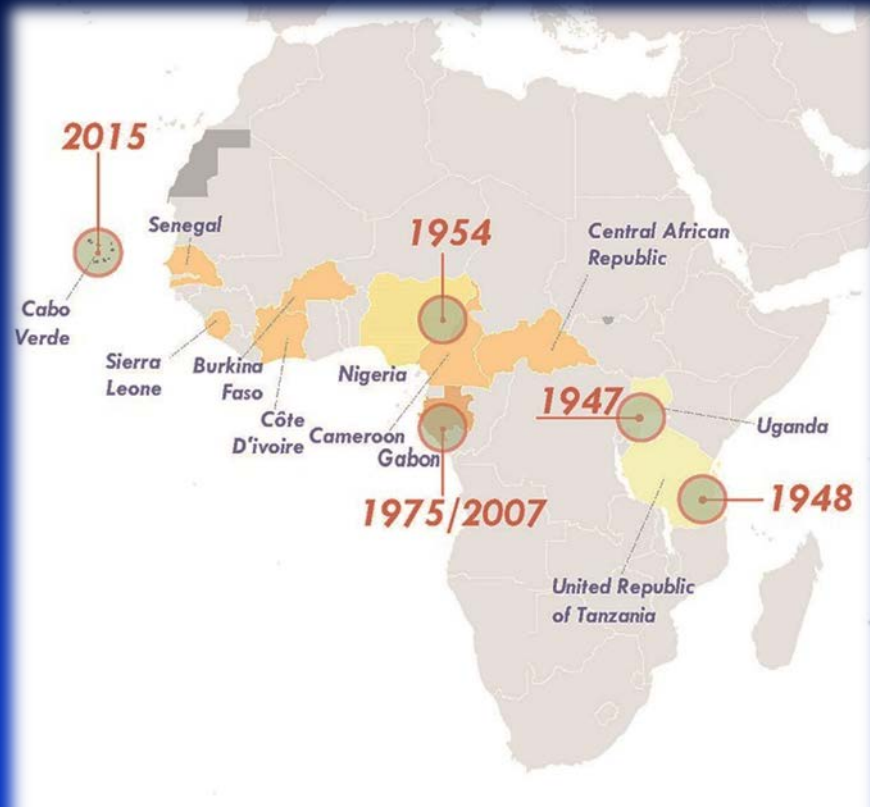 2015
Senegal
1954
Central African
Republic
Cabo
Verde
Sierra
Leone
Burkina
Faso
Nigeria
Côte
D'ivoire
Cameroon
Gabon
1947
Uganda
1975/2007
1948
United Republic
of Tanzania